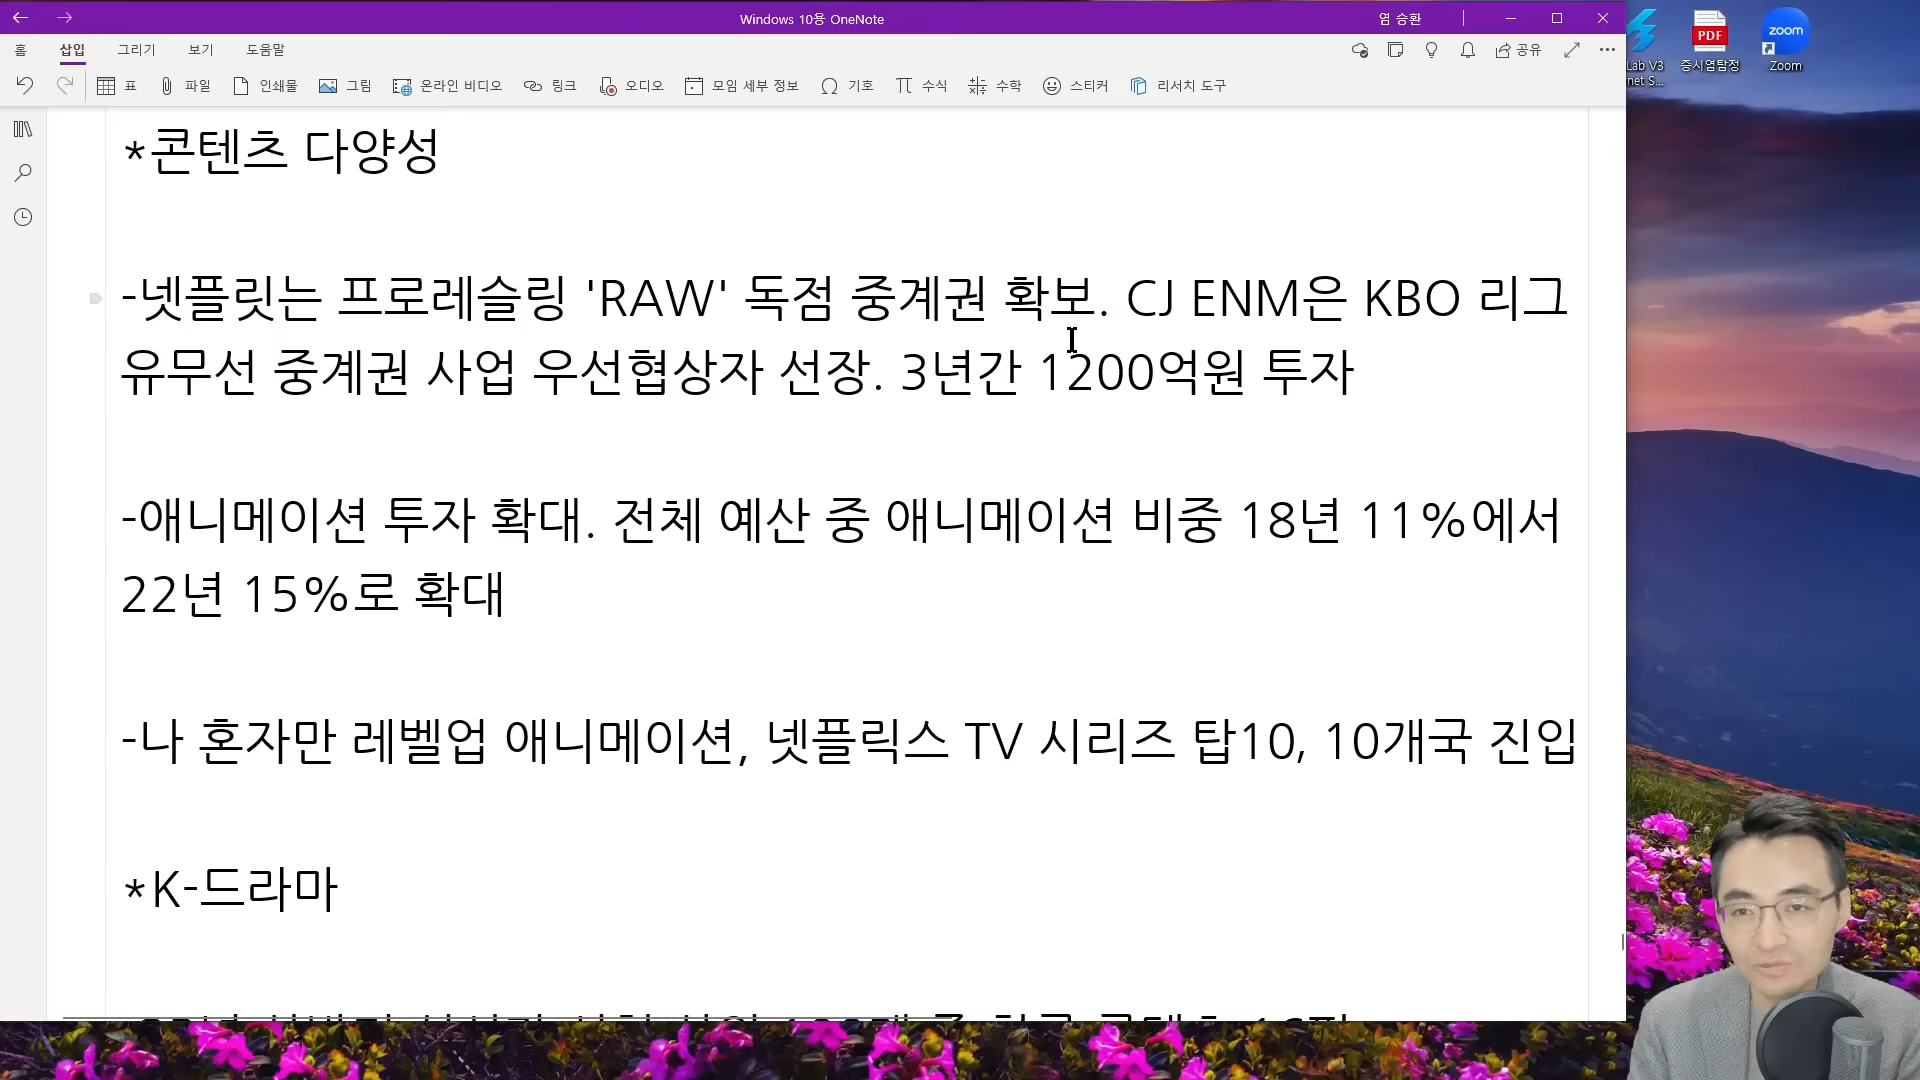 Windows 10용 OneNote
염 승환
홈 삽입 그리기 보기 도움말
공유
표 파일 인쇄물 그림 온라인 비디오 링크 오디오 모임 세부 정보 기호 수식 수학 스티커 리서치 도구
Lab V3
net S...
PDF
증시염탐정
zoom
Zoom
*콘텐츠 다양성
-넷플릿는 프로레슬링 'RAW' 독점 중계권 확보. CJ ENM은 KBO 리그
유무선 중계권 사업 우선협상자 선장. 3년간 1200억원 투자
-애니메이션 투자 확대. 전체 예산 중 애니메이션 비중 18년 11%에서
22년 15%로 확대
-나 혼자만 레벨업 애니메이션, 넷플릭스 TV 시리즈 탑10, 10개국 진입
*K-드라마